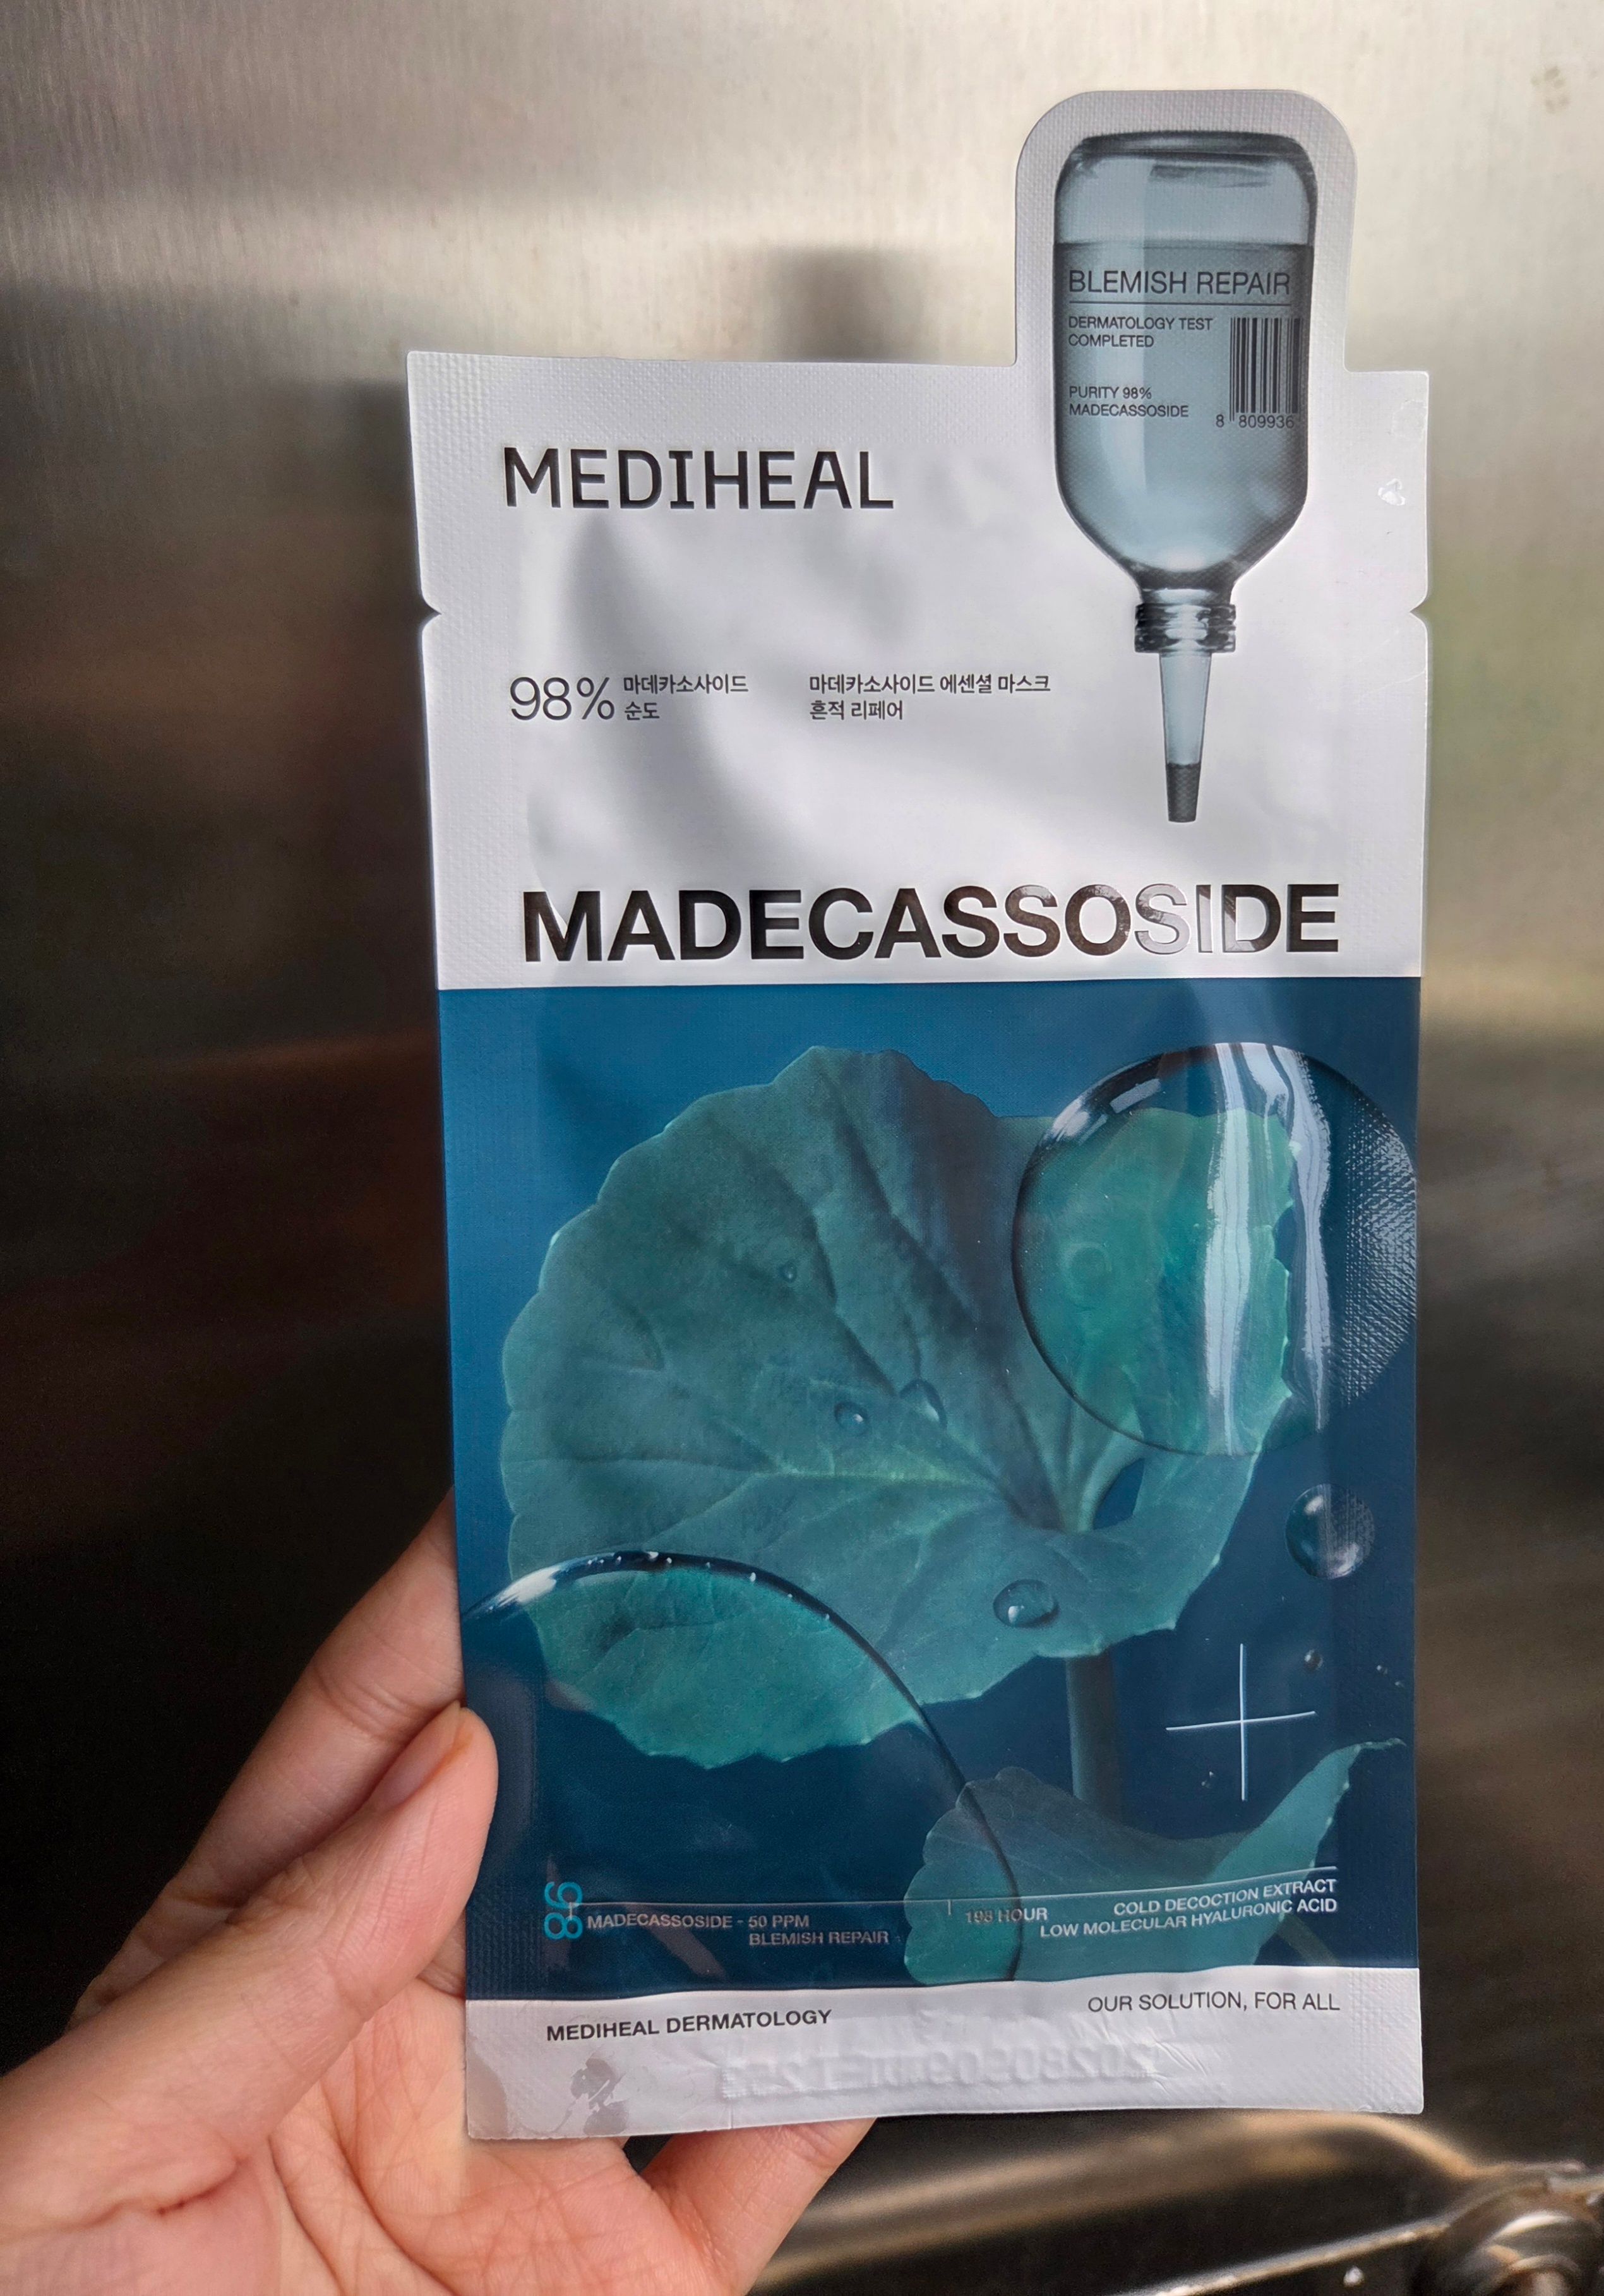 BLEMISH REPAIR
DERMATOLOGY TEST
COMPLETED
PURITY 98%
MADECASSOSIDE
8 809936
MEDIHEAL
98% 마데카소사이드
순도
마데카소사이드 에센셜 마스크
흔적 리페어
MADECASSOSIDE
98 MADECASSOSIDE - 50 PPM
BLEMISH REPAIR
198 HOUR
COLD DECOCTION EXTRACT
LOW MOLECULAR HYALURONIC ACID
MEDIHEAL DERMATOLOGY
OUR SOLUTION, FOR ALL